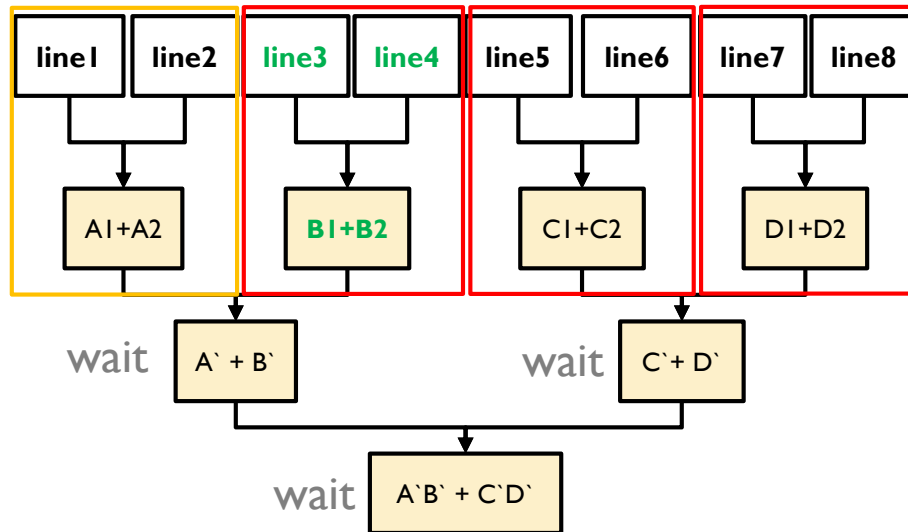 line1 line2 line3 line4 line5 line6 line7 line8
A1+A2 B1+B2 C1+C2 D1+D2
wait A` + B` wait C`+ D`
wait A`B` + C`D`